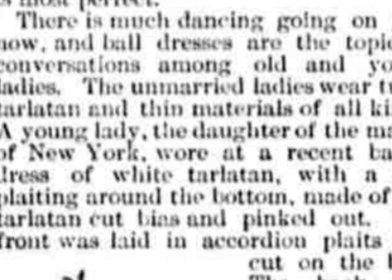 There is much dancing going on
now, and ball dresses are the topic
conversations among old and yo
ladies. The unmarried ladies wear tu
tarlatan and thin materials of all ki
A young lady, the daughter of the ma
of New York, wore at a recent ba
dress of white tarlatan, with a
plaiting around the bottom, made of
tarlatan cut bias and pinked out.
front was laid in accordion plaits
cut on the